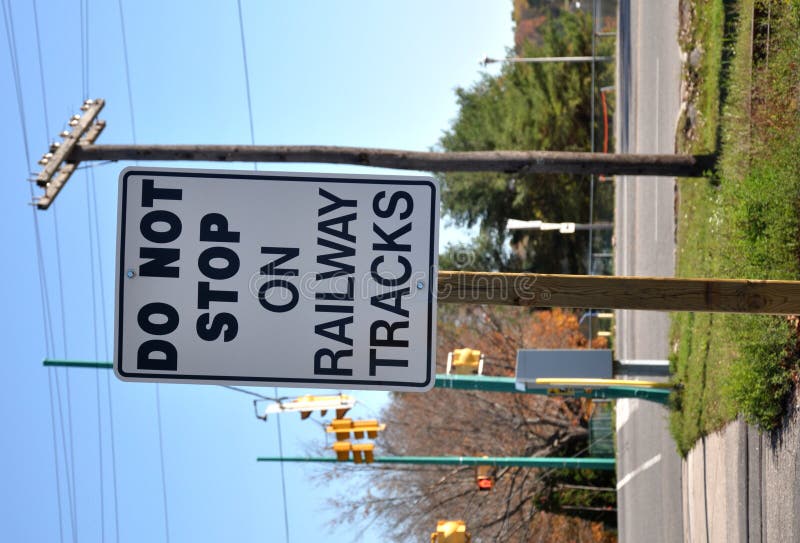 DO NOT
STOP
ON
RAILWAY
TRACKS